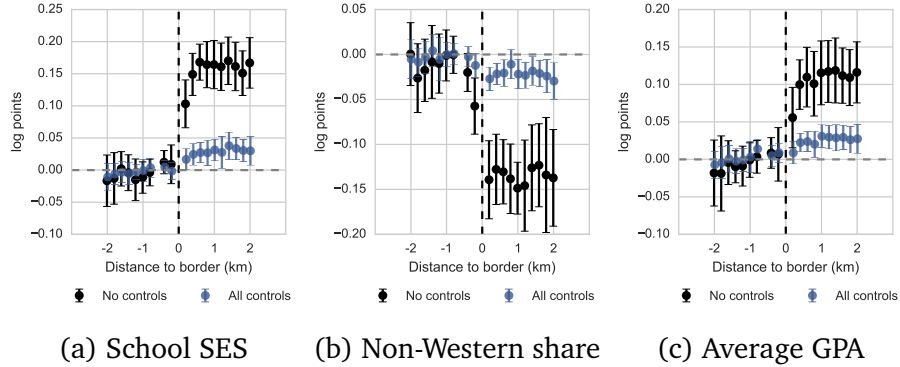 0.25
0.20
0.15
0.10
0.05
0.00
−0.05
−0.10
log points
-2 -1 0 1 2
Distance to border (km)
No controls All controls
(a) School SES
0.05
0.00
−0.05
−0.10
−0.15
−0.20
log points
-2 -1 0 1 2
Distance to border (km)
No controls All controls
(b) Non-Western share
0.20
0.15
0.10
0.05
0.00
−0.05
−0.10
log points
-2 -1 0 1 2
Distance to border (km)
No controls All controls
(c) Average GPA